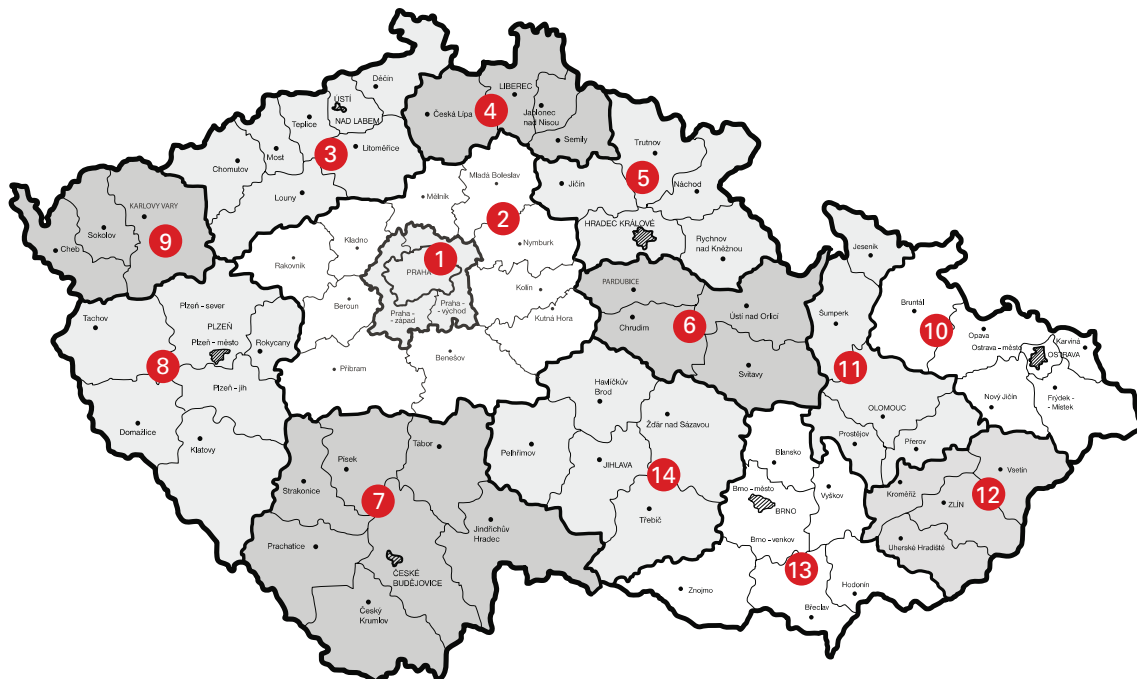 Děčín
ÚSTÍ
NAD LABEM
Teplice
Most
Chomutov
Litoměřice
Louny
3
Česká Lípa
4
LIBEREC
Jablonec
nad Nisou
Semily
Trutnov
Jičín
5
Náchod
HRADEC KRÁLOVÉ
Rychnov
nad Kněžnou
KARLOVY VARY
Sokolov
Cheb
9
Mělník
Mladá Boleslav
2
Kladno
Rakovník
Nymburk
1
PRAHA
Praha -
- západ
Praha -
- východ
Kolín
Beroun
Kutná Hora
Benešov
Příbram
Plzeň – sever
Tachov
PLZEŇ
Plzeň – město
Rokycany
8
Plzeň – jih
Domažlice
Klatovy
PARDUBICE
Chrudim
6
Ústí nad Orlicí
Svitavy
Jeseník
Šumperk
11
OLOMOUC
Prostějov
Přerov
Bruntál
10
Opava
Ostrava – město
Karviná
OSTRAVA
Nový Jičín
Frýdek-
- Místek
Havlíčkův
Brod
Žďár nad Sázavou
Pelhřimov
JIHLAVA
14
Třebíč
Tábor
Písek
Strakonice
7
Prachatice
Jindřichův
Hradec
ČESKÉ
BUDĚJOVICE
Český
Krumlov
Blansko
Brno – město
BRNO
Vyškov
Brno – venkov
13
Znojmo
Hodonín
Břeclav
Vsetín
Kroměříž
ZLÍN
12
Uherské Hradiště